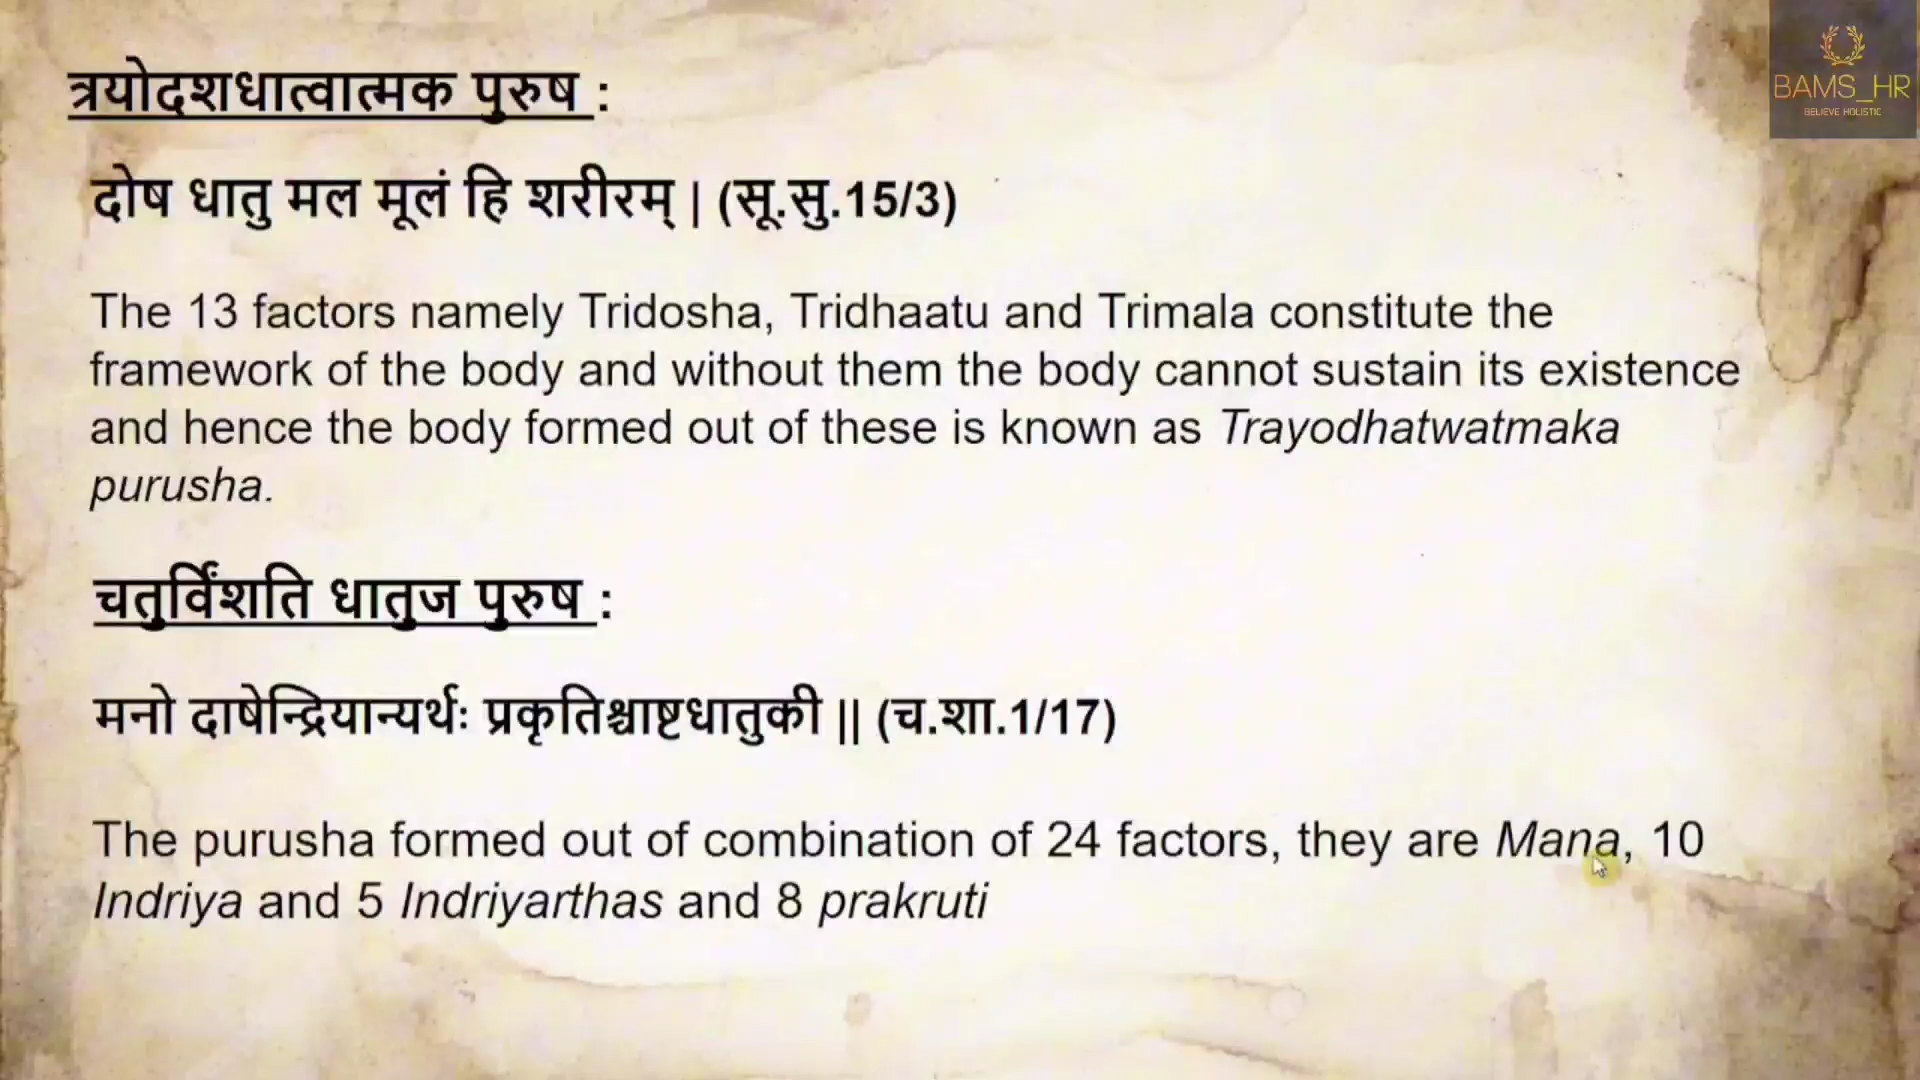 BAMS_HR
BELIEVE HOLISTIC
त्रयोदशधात्वात्मक पुरुष :
दोष धातु मल मूलं हि शरीरम् | (सू.सु.15/3)
The 13 factors namely Tridosha, Tridhaatu and Trimala constitute the
framework of the body and without them the body cannot sustain its existence
and hence the body formed out of these is known as Trayodhatwatmaka
purusha.
चतुर्विंशति धातुज पुरुष :
मनो दाषेन्द्रियान्यर्थः प्रकृतिश्चाष्टधातुकी || (च.शा.1/17)
The purusha formed out of combination of 24 factors, they are Mana, 10
Indriya and 5 Indriyarthas and 8 prakruti